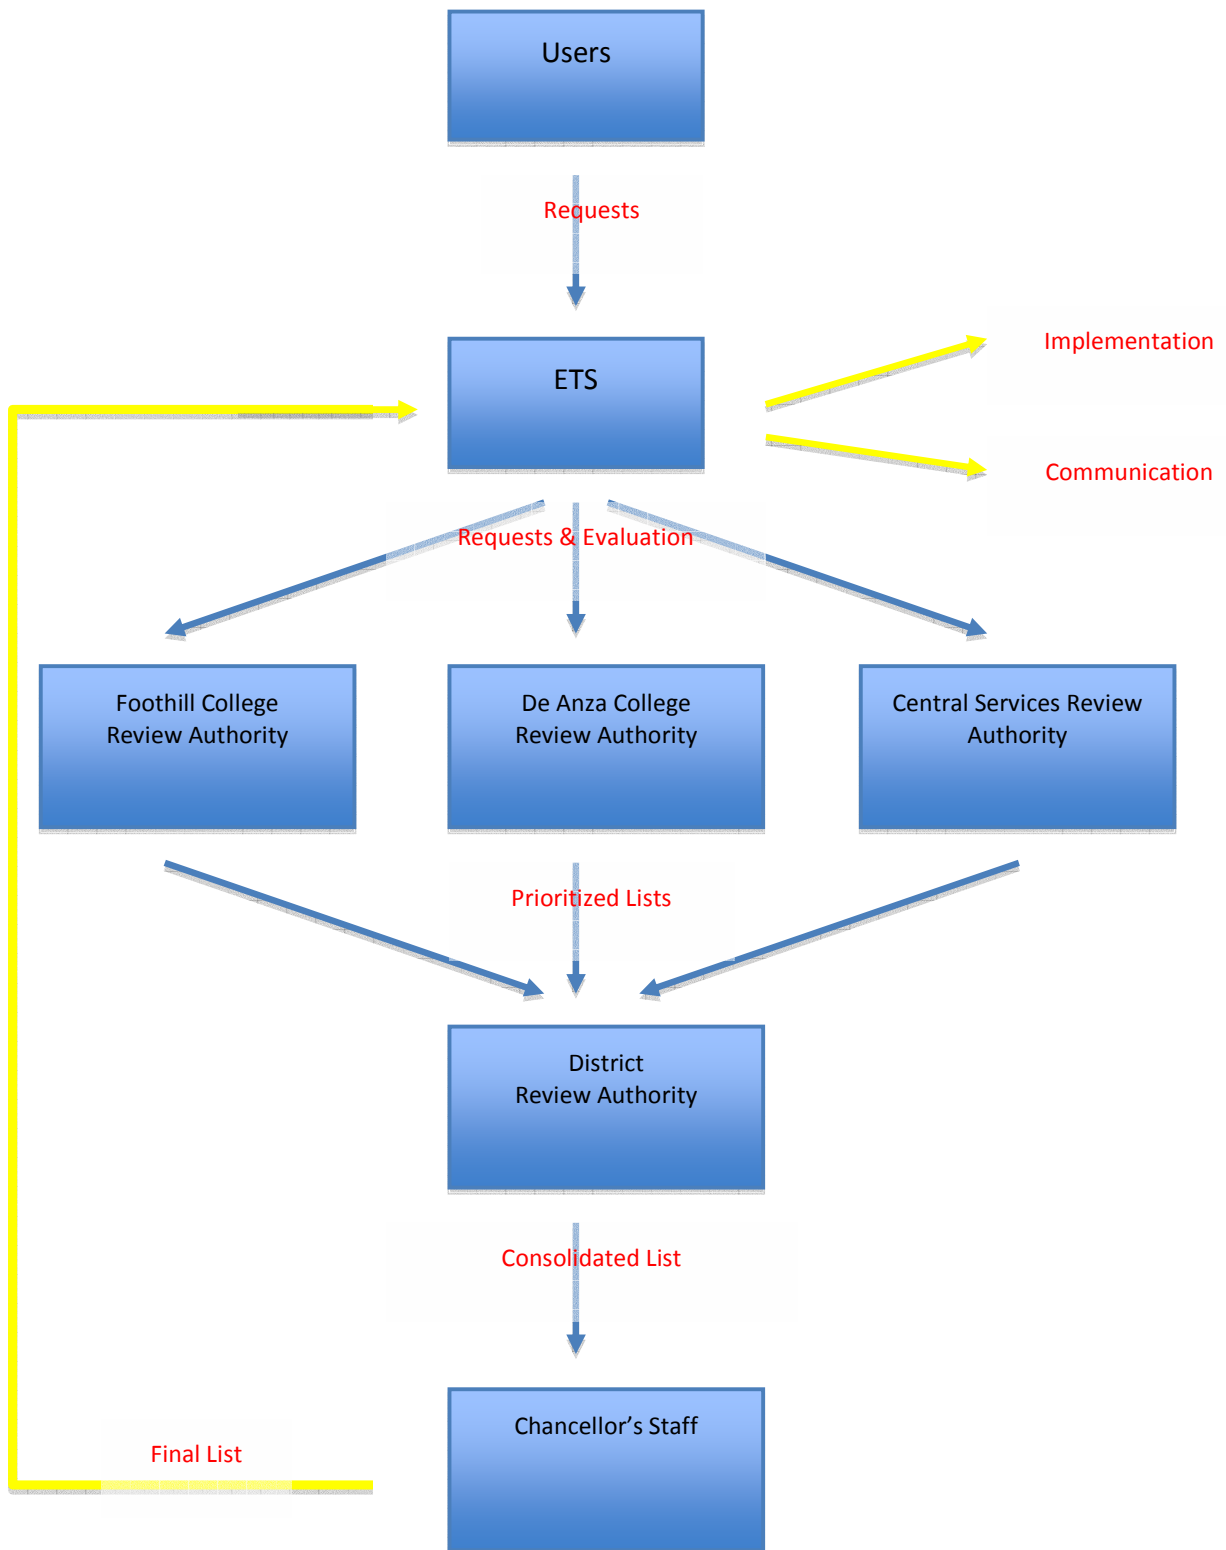 Users
Requests
Implementation
ETS
Communication
Requests & Evaluation
Foothill College
Review Authority
De Anza College
Review Authority
Central Services Review
Authority
Prioritized Lists
District
Review Authority
Consolidated List
Chancellor’s Staff
Final List